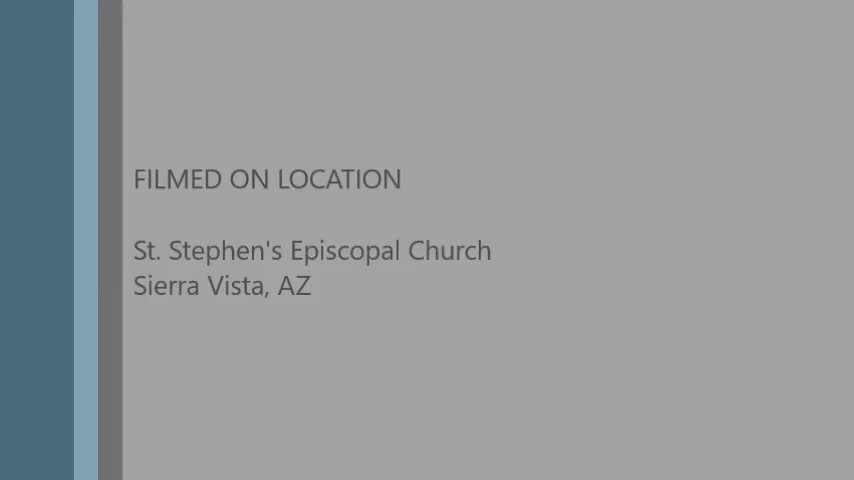 FILMED ON LOCATION
St. Stephen's Episcopal Church
Sierra Vista, AZ